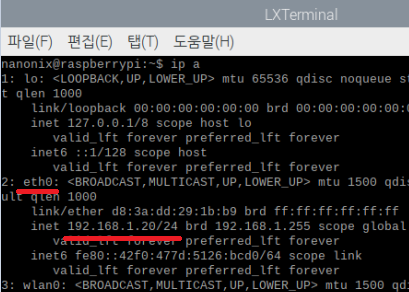 LXTerminal
파일(F) 편집(E) 탭(T) 도움말(H)
nanonix@raspberrypi:~$ ip a
1: lo: <LOOPBACK,UP,LOWER_UP> mtu 65536 qdisc noqueue st
t qlen 1000
link/loopback 00:00:00:00:00:00 brd 00:00:00:00:0
inet 127.0.0.1/8 scope host lo
valid_lft forever preferred_lft forever
inet6 ::1/128 scope host
valid_lft forever preferred_lft forever
2: eth0: <BROADCAST,MULTICAST,UP,LOWER_UP> mtu 1500 qdis
ult qlen 1000
link/ether d8:3a:dd:29:1b:b9 brd ff:ff:ff:ff:ff:ff
inet 192.168.1.20/24 brd 192.168.1.255 scope global
valid_lft forever preferred_lft forever
inet6 fe80::42f0:477d:5126:bcd0/64 scope link
valid_lft forever preferred_lft forever
3: wlan0: <BROADCAST,MULTICAST,UP,LOWER_UP> mtu 1500 qd